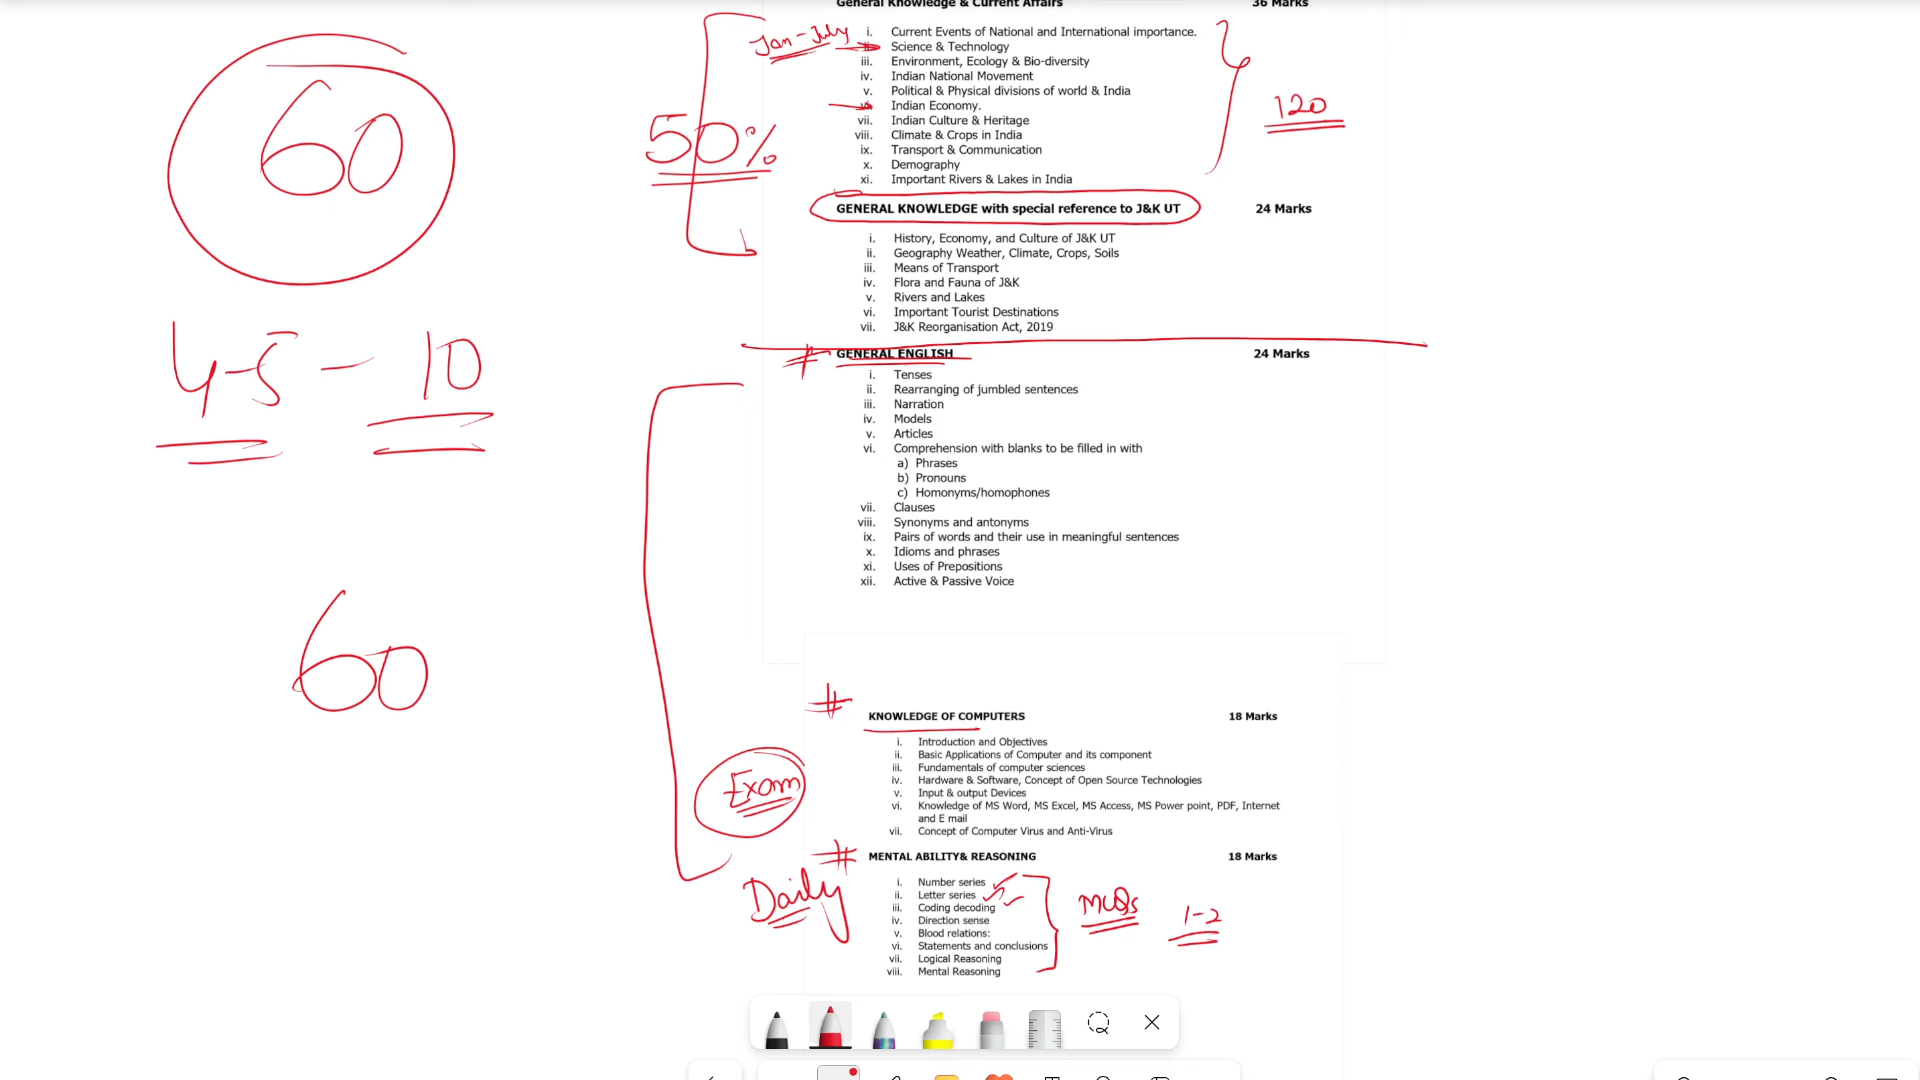 General Knowledge & Current Affairs 36 Marks
i. Current Events of National and International importance.
Science & Technology
iii. Environment, Ecology & Bio-diversity
iv. Indian National Movement
v. Political & Physical divisions of world & India
Indian Economy.
vii. Indian Culture & Heritage
viii. Climate & Crops in India
ix. Transport & Communication
x. Demography
xi. Important Rivers & Lakes in India
Jan-July
50%
120
60
4-5 - 10
60
GENERAL KNOWLEDGE with special reference to J&K UT 24 Marks
i. History, Economy, and Culture of J&K UT
ii. Geography Weather, Climate, Crops, Soils
iii. Means of Transport
iv. Flora and Fauna of J&K
v. Rivers and Lakes
vi. Important Tourist Destinations
vii. J&K Reorganisation Act, 2019
# GENERAL ENGLISH 24 Marks
i. Tenses
ii. Rearranging of jumbled sentences
iii. Narration
iv. Models
v. Articles
vi. Comprehension with blanks to be filled in with
a) Phrases
b) Pronouns
c) Homonyms/homophones
vii. Clauses
viii. Synonyms and antonyms
ix. Pairs of words and their use in meaningful sentences
x. Idioms and phrases
xi. Uses of Prepositions
xii. Active & Passive Voice
#
KNOWLEDGE OF COMPUTERS 18 Marks
i. Introduction and Objectives
ii. Basic Applications of Computer and its component
iii. Fundamentals of computer sciences
iv. Hardware & Software, Concept of Open Source Technologies
v. Input & output Devices
vi. Knowledge of MS Word, MS Excel, MS Access, MS Power point, PDF, Internet
and E mail
vii. Concept of Computer Virus and Anti-Virus
Exam
# MENTAL ABILITY& REASONING 18 Marks
i. Number series
ii. Letter series
iii. Coding decoding
iv. Direction sense
v. Blood relations:
vi. Statements and conclusions
vii. Logical Reasoning
viii. Mental Reasoning
Daily
MCQs
1-2